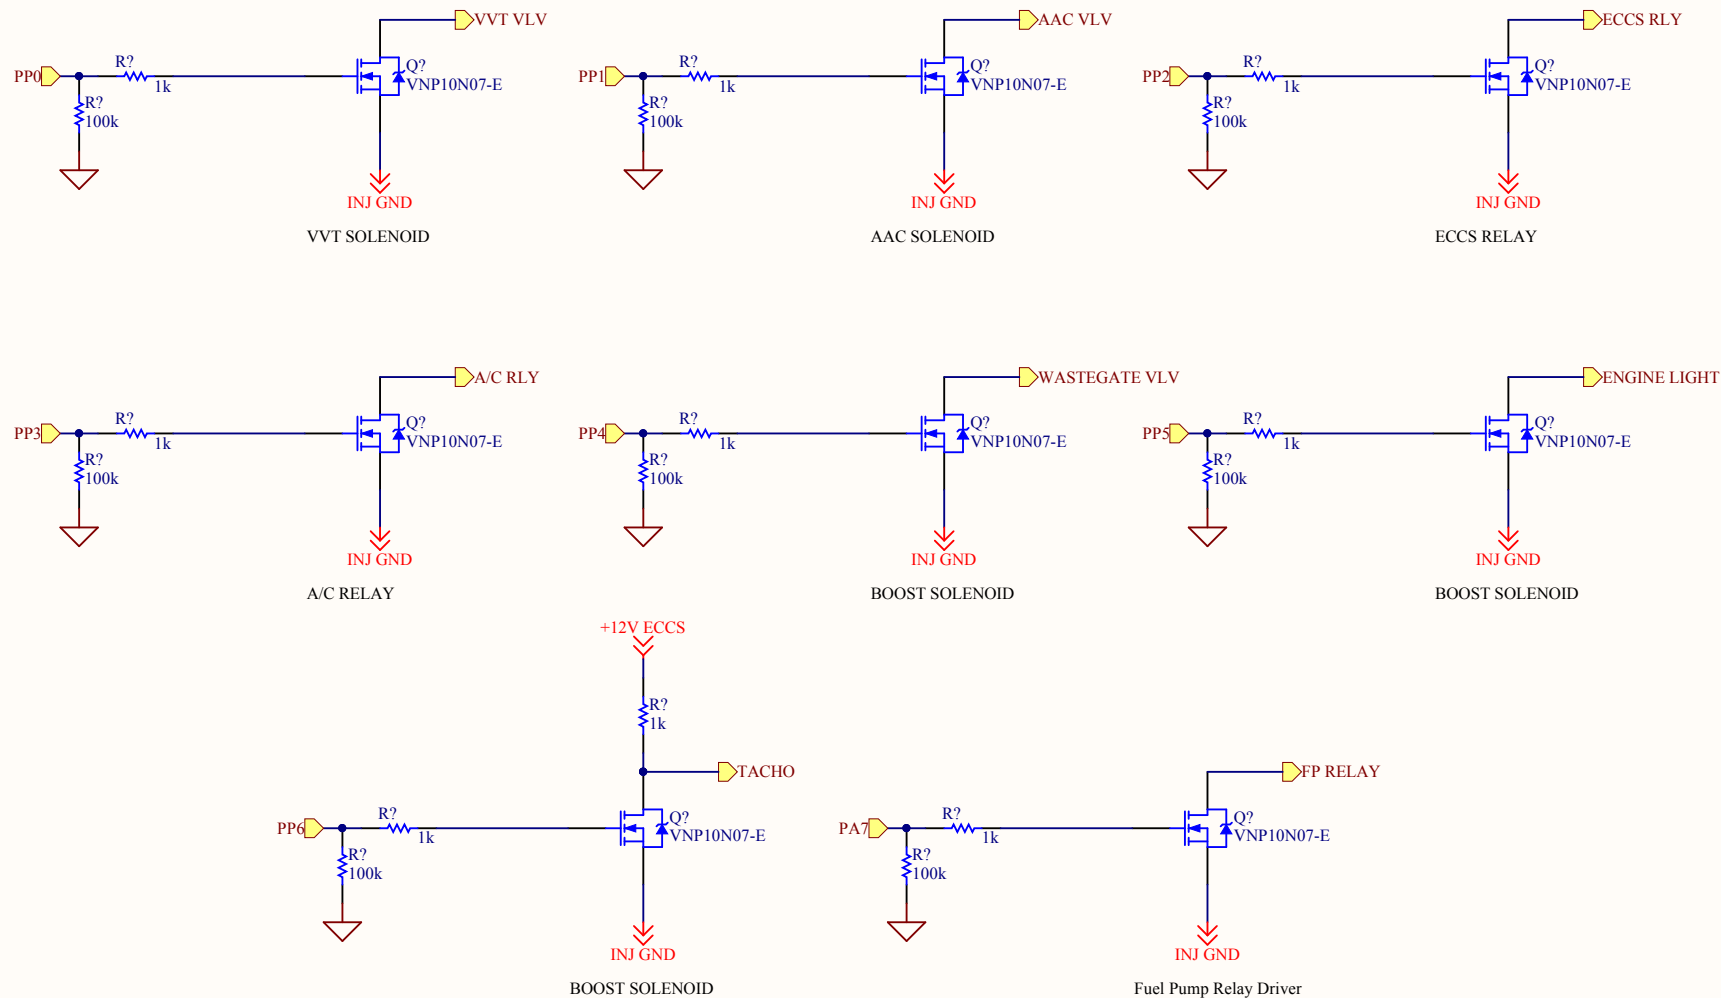 VVT VLV
PP0
R?
1k
R?
100k
Q?
VNP10N07-E
INJ GND
VVT SOLENOID
AAC VLV
PP1
R?
1k
R?
100k
Q?
VNP10N07-E
INJ GND
AAC SOLENOID
ECCS RLY
PP2
R?
1k
R?
100k
Q?
VNP10N07-E
INJ GND
ECCS RELAY
A/C RLY
PP3
R?
1k
R?
100k
Q?
VNP10N07-E
INJ GND
A/C RELAY
WASTEGATE VLV
PP4
R?
1k
R?
100k
Q?
VNP10N07-E
INJ GND
BOOST SOLENOID
ENGINE LIGHT
PP5
R?
1k
R?
100k
Q?
VNP10N07-E
INJ GND
BOOST SOLENOID
+12V ECCS
R?
1k
TACHO
PP6
R?
1k
R?
100k
Q?
VNP10N07-E
INJ GND
BOOST SOLENOID
FP RELAY
PA7
R?
1k
R?
100k
Q?
VNP10N07-E
INJ GND
Fuel Pump Relay Driver